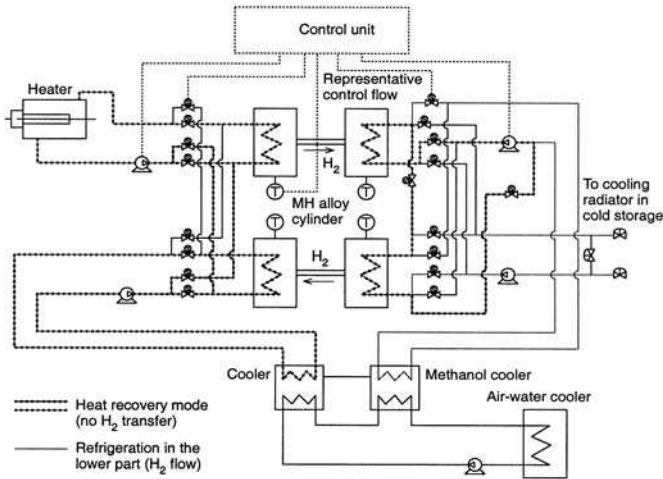 Control unit
Heater
Representative
control flow
H2
T
T
MH alloy
cylinder
To cooling
radiator in
cold storage
T
T
H2
Cooler
Methanol cooler
Air-water cooler
Heat recovery mode
(no H2 transfer)
Refrigeration in the
lower part (H2 flow)